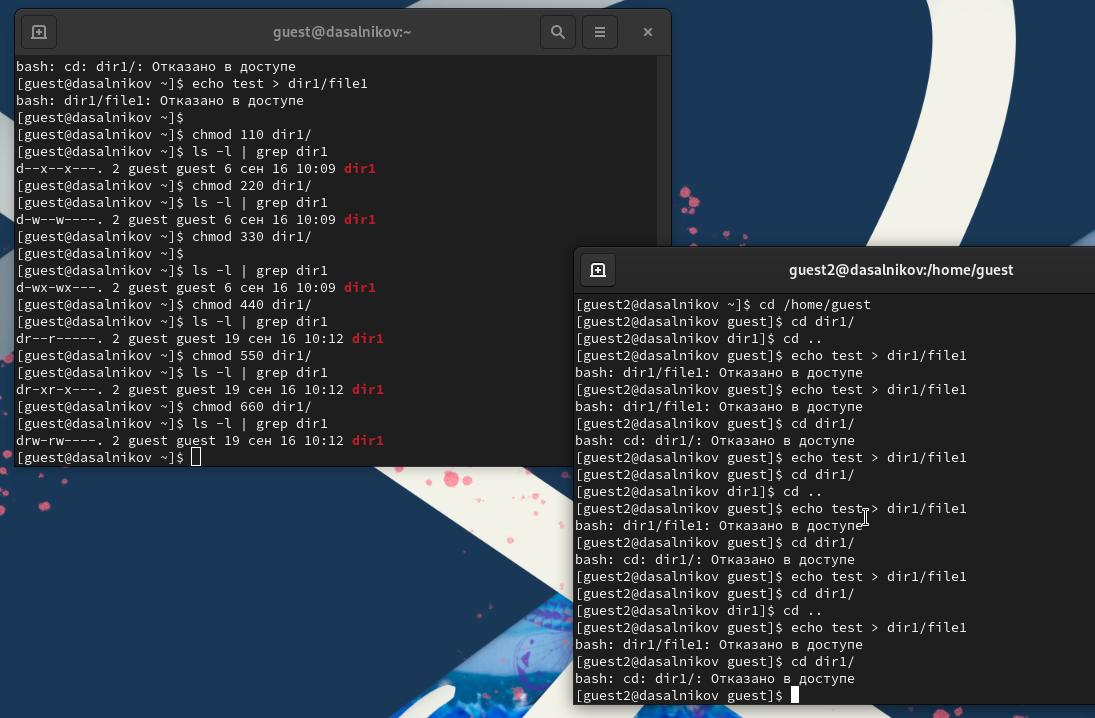 guest@dasalnikov:~
bash: cd: dir1/: Отказано в доступе
[guest@dasalnikov ~]$ echo test > dir1/file1
bash: dir1/file1: Отказано в доступе
[guest@dasalnikov ~]$
[guest@dasalnikov ~]$ chmod 110 dir1/
[guest@dasalnikov ~]$ ls -l | grep dir1
d--x--x---. 2 guest guest 6 сен 16 10:09 dir1
[guest@dasalnikov ~]$ chmod 220 dir1/
[guest@dasalnikov ~]$ ls -l | grep dir1
d-w--w----. 2 guest guest 6 сен 16 10:09 dir1
[guest@dasalnikov ~]$ chmod 330 dir1/
[guest@dasalnikov ~]$
[guest@dasalnikov ~]$ ls -l | grep dir1
d-wx-wx---. 2 guest guest 6 сен 16 10:09 dir1
[guest@dasalnikov ~]$ chmod 440 dir1/
[guest@dasalnikov ~]$ ls -l | grep dir1
dr--r-----. 2 guest guest 19 сен 16 10:12 dir1
[guest@dasalnikov ~]$ chmod 550 dir1/
[guest@dasalnikov ~]$ ls -l | grep dir1
dr-xr-x---. 2 guest guest 19 сен 16 10:12 dir1
[guest@dasalnikov ~]$ chmod 660 dir1/
[guest@dasalnikov ~]$ ls -l | grep dir1
drw-rw----. 2 guest guest 19 сен 16 10:12 dir1
[guest@dasalnikov ~]$
guest2@dasalnikov:/home/guest
[guest2@dasalnikov ~]$ cd /home/guest
[guest2@dasalnikov guest]$ cd dir1/
[guest2@dasalnikov dir1]$ cd ..
[guest2@dasalnikov guest]$ echo test > dir1/file1
bash: dir1/file1: Отказано в доступе
[guest2@dasalnikov guest]$ echo test > dir1/file1
bash: dir1/file1: Отказано в доступе
[guest2@dasalnikov guest]$ cd dir1/
bash: cd: dir1/: Отказано в доступе
[guest2@dasalnikov guest]$ echo test > dir1/file1
[guest2@dasalnikov guest]$ cd dir1/
[guest2@dasalnikov dir1]$ cd ..
[guest2@dasalnikov guest]$ echo test > dir1/file1
bash: dir1/file1: Отказано в доступе
[guest2@dasalnikov guest]$ cd dir1/
bash: cd: dir1/: Отказано в доступе
[guest2@dasalnikov guest]$ echo test > dir1/file1
[guest2@dasalnikov guest]$ cd dir1/
[guest2@dasalnikov dir1]$ cd ..
[guest2@dasalnikov guest]$ echo test > dir1/file1
bash: dir1/file1: Отказано в доступе
[guest2@dasalnikov guest]$ cd dir1/
bash: cd: dir1/: Отказано в доступе
[guest2@dasalnikov guest]$